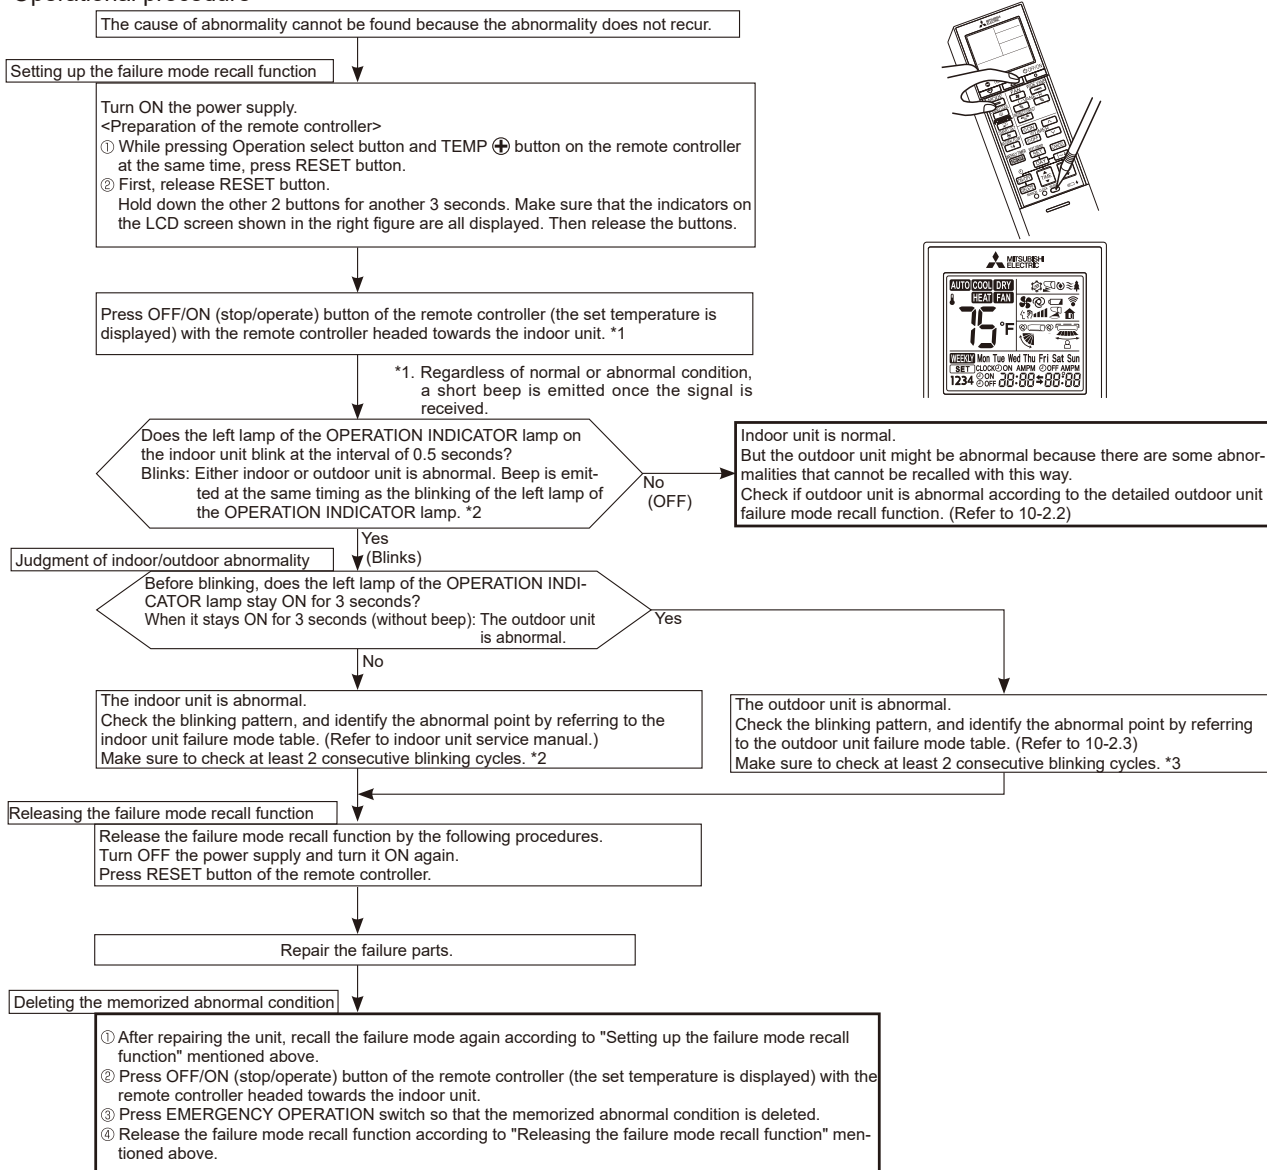 Operational procedure
The cause of abnormality cannot be found because the abnormality does not recur.
Setting up the failure mode recall function
Turn ON the power supply.
<Preparation of the remote controller>
① While pressing Operation select button and TEMP ⊕ button on the remote controller
at the same time, press RESET button.
② First, release RESET button.
Hold down the other 2 buttons for another 3 seconds. Make sure that the indicators on
the LCD screen shown in the right figure are all displayed. Then release the buttons.
MITSUBISHI
ELECTRIC
AUTO COOL DRY
HEAT FAN
75°F
WEEKLY Mon Tue Wed Thu Fri Sat Sun
SET CLOCK ON AMPM OFF AMPM
1234 ON
OFF 88:88 88:88
Press OFF/ON (stop/operate) button of the remote controller (the set temperature is
displayed) with the remote controller headed towards the indoor unit. *1
*1. Regardless of normal or abnormal condition,
a short beep is emitted once the signal is
received.
Does the left lamp of the OPERATION INDICATOR lamp on
the indoor unit blink at the interval of 0.5 seconds?
Blinks: Either indoor or outdoor unit is abnormal. Beep is emit-
ted at the same timing as the blinking of the left lamp of
the OPERATION INDICATOR lamp. *2
No
(OFF)
Indoor unit is normal.
But the outdoor unit might be abnormal because there are some abnor-
malities that cannot be recalled with this way.
Check if outdoor unit is abnormal according to the detailed outdoor unit
failure mode recall function. (Refer to 10-2.2)
Yes
(Blinks)
Judgment of indoor/outdoor abnormality
Before blinking, does the left lamp of the OPERATION INDI-
CATOR lamp stay ON for 3 seconds?
When it stays ON for 3 seconds (without beep): The outdoor unit
is abnormal.
Yes
No
The indoor unit is abnormal.
Check the blinking pattern, and identify the abnormal point by referring to the
indoor unit failure mode table. (Refer to indoor unit service manual.)
Make sure to check at least 2 consecutive blinking cycles. *2
The outdoor unit is abnormal.
Check the blinking pattern, and identify the abnormal point by referring
to the outdoor unit failure mode table. (Refer to 10-2.3)
Make sure to check at least 2 consecutive blinking cycles. *3
Releasing the failure mode recall function
Release the failure mode recall function by the following procedures.
Turn OFF the power supply and turn it ON again.
Press RESET button of the remote controller.
Repair the failure parts.
Deleting the memorized abnormal condition
① After repairing the unit, recall the failure mode again according to "Setting up the failure mode recall
function" mentioned above.
② Press OFF/ON (stop/operate) button of the remote controller (the set temperature is displayed) with the
remote controller headed towards the indoor unit.
③ Press EMERGENCY OPERATION switch so that the memorized abnormal condition is deleted.
④ Release the failure mode recall function according to "Releasing the failure mode recall function" men-
tioned above.